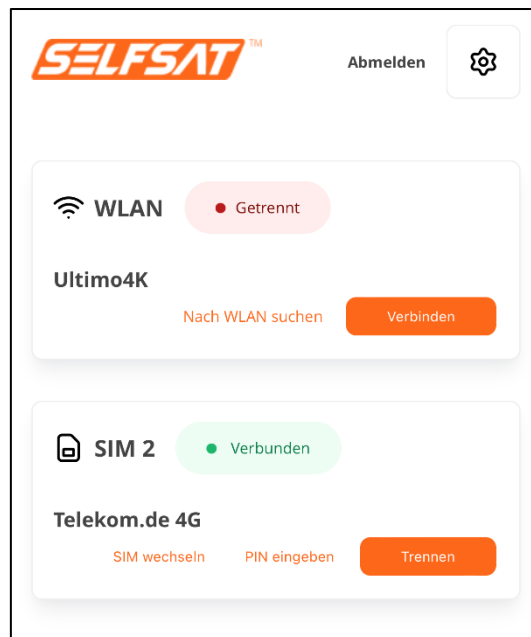 SELFSAT™
Abmelden
WLAN
Getrennt
Ultimo4K
Nach WLAN suchen
Verbinden
SIM 2
Verbunden
Telekom.de 4G
SIM wechseln
PIN eingeben
Trennen